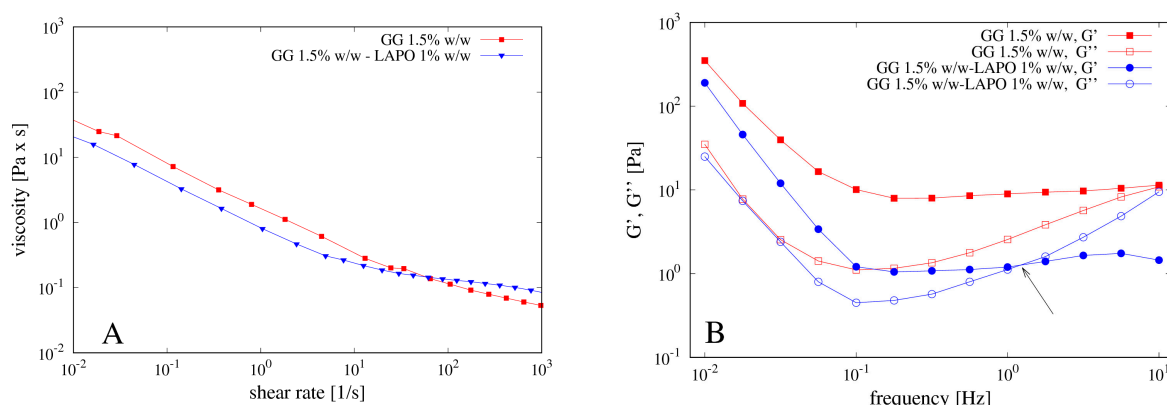 GG 1.5% w/w
GG 1.5% w/w - LAPO 1% w/w
10³
10²
10¹
10⁰
10⁻¹
10⁻²
viscosity [Pa x s]
A
10⁻² 10⁻¹ 10⁰ 10¹ 10² 10³
shear rate [1/s]
GG 1.5% w/w, G'
GG 1.5% w/w, G''
GG 1.5% w/w-LAPO 1% w/w, G'
GG 1.5% w/w-LAPO 1% w/w, G''
10³
10²
10¹
10⁰
10⁻¹
G', G'' [Pa]
B
10⁻² 10⁻¹ 10⁰ 10¹
frequency [Hz]